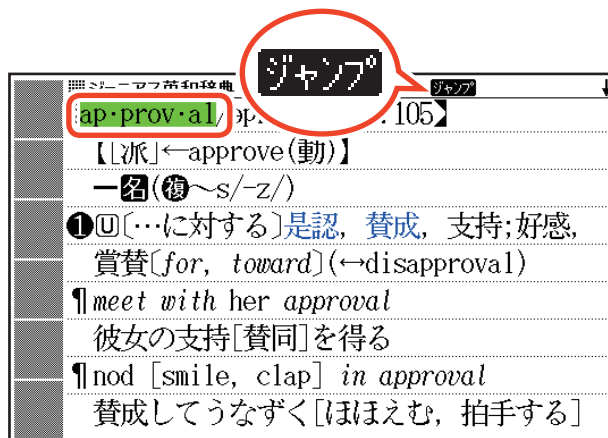 ジャンプ
ジーニアス英和辞典 ジャンプ ↓
ap・prov・al/ 105》
【[派]←approve(動)】
―名(複~s/-z/)
❶Ⓤ〔…に対する〕是認, 賛成, 支持;好感,
賞賛〔for, toward〕(↔disapproval)
¶meet with her approval
彼女の支持[賛同]を得る
¶nod [smile, clap] in approval
賛成してうなずく[ほほえむ, 拍手する]